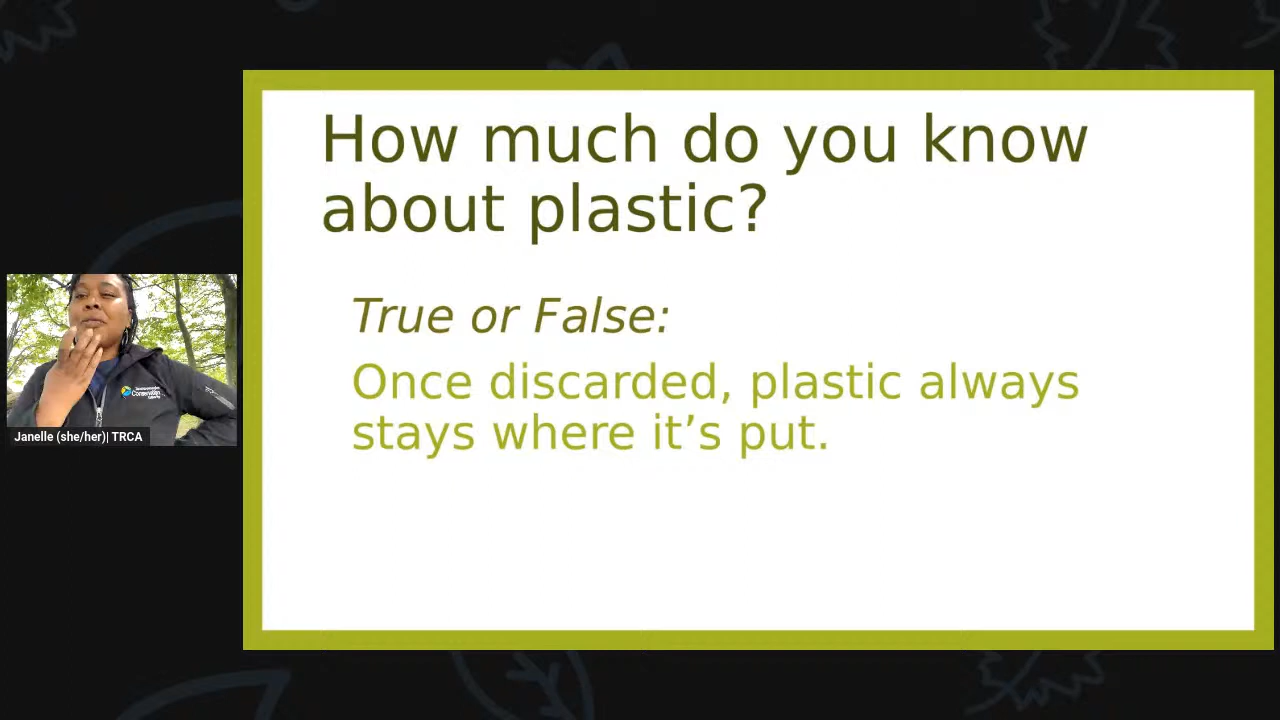 How much do you know
about plastic?
True or False:
Once discarded, plastic always
stays where it’s put.
Conservation
Janelle (she/her)| TRCA